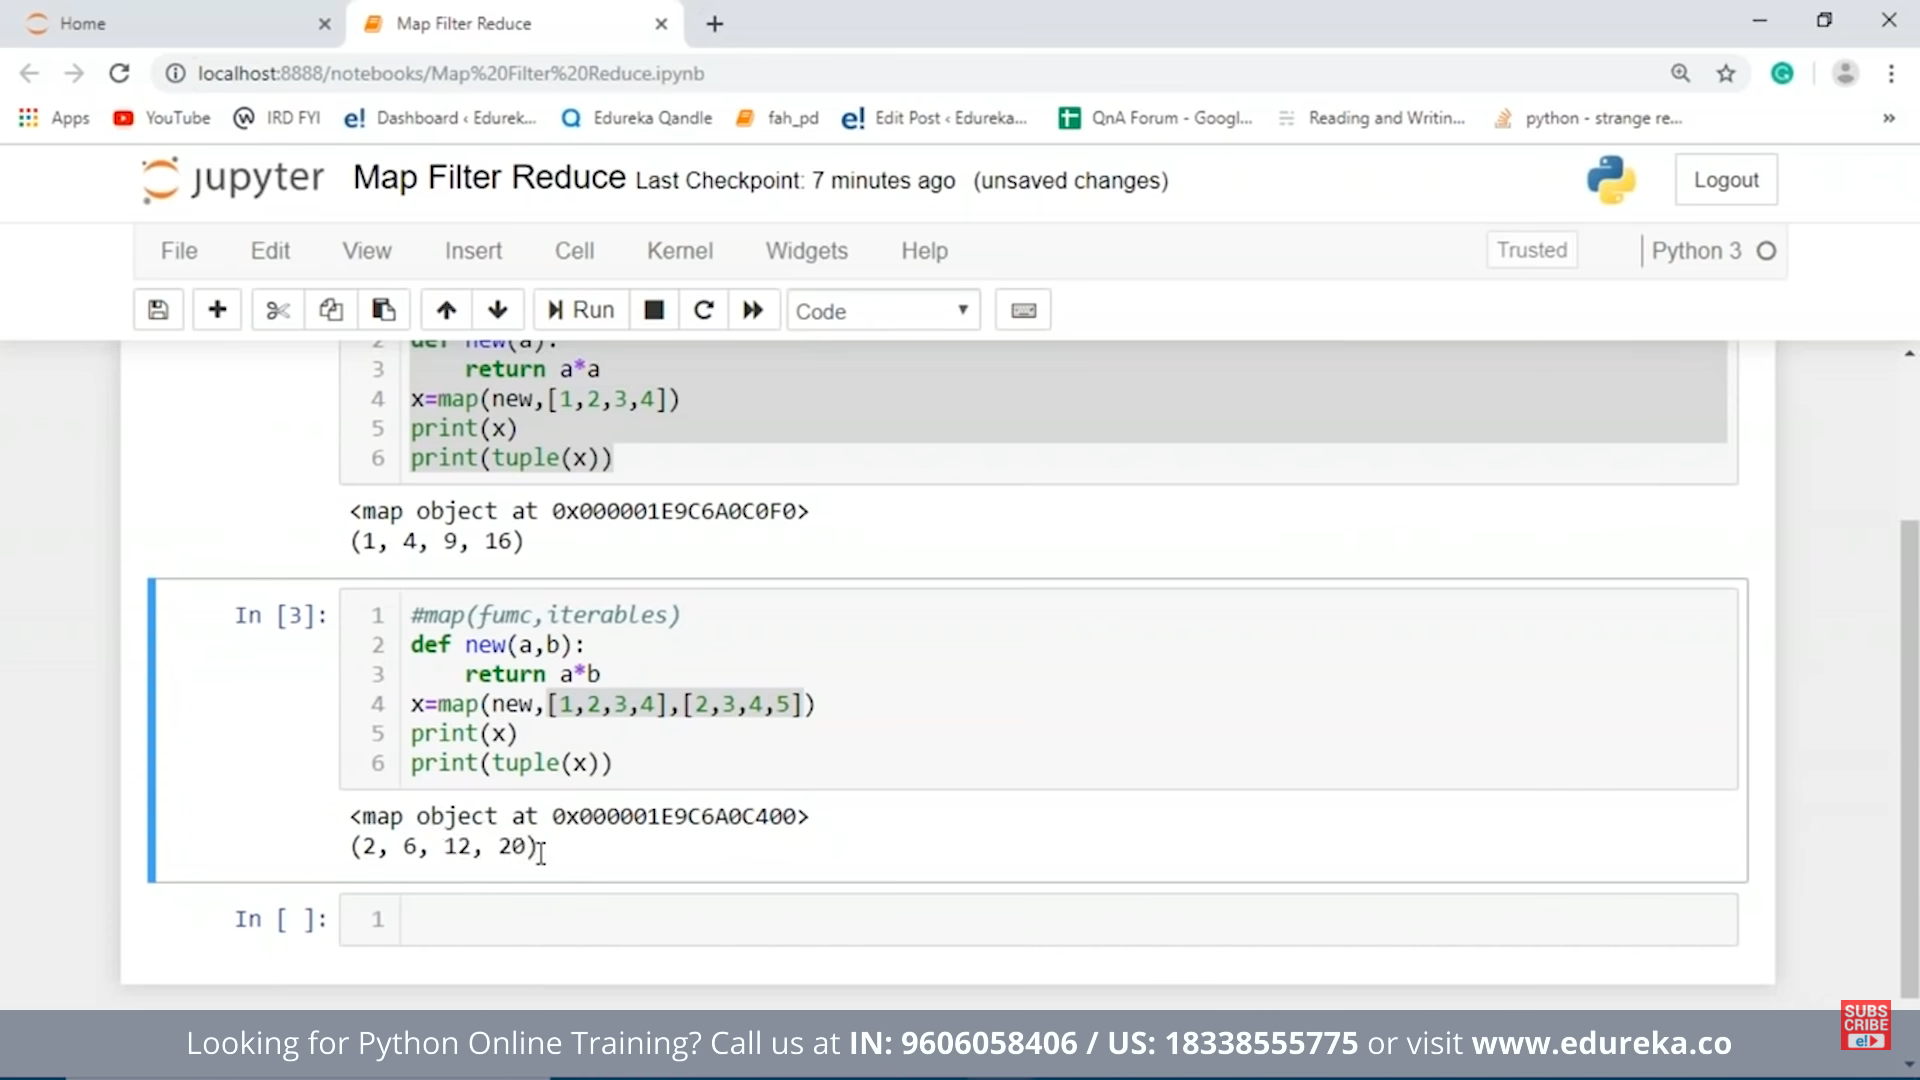 Home
Map Filter Reduce
localhost:8888/notebooks/Map%20Filter%20Reduce.ipynb
Apps YouTube IRD FYI Dashboard ‹ Edurek... Edureka Qandle fah_pd Edit Post ‹ Edureka... QnA Forum - Googl... Reading and Writin... python - strange re... »
jupyter Map Filter Reduce Last Checkpoint: 7 minutes ago (unsaved changes) Logout
File Edit View Insert Cell Kernel Widgets Help Trusted Python 3
Run Code
2 def new(a):
3 return a*a
4 x=map(new,[1,2,3,4])
5 print(x)
6 print(tuple(x))
<map object at 0x000001E9C6A0C0F0>
(1, 4, 9, 16)
In [3]: 1 #map(fumc,iterables)
2 def new(a,b):
3 return a*b
4 x=map(new,[1,2,3,4],[2,3,4,5])
5 print(x)
6 print(tuple(x))
<map object at 0x000001E9C6A0C400>
(2, 6, 12, 20)
In [ ]: 1
Looking for Python Online Training? Call us at IN: 9606058406 / US: 18338555775 or visit www.edureka.co
SUBS
CRIBE
e!